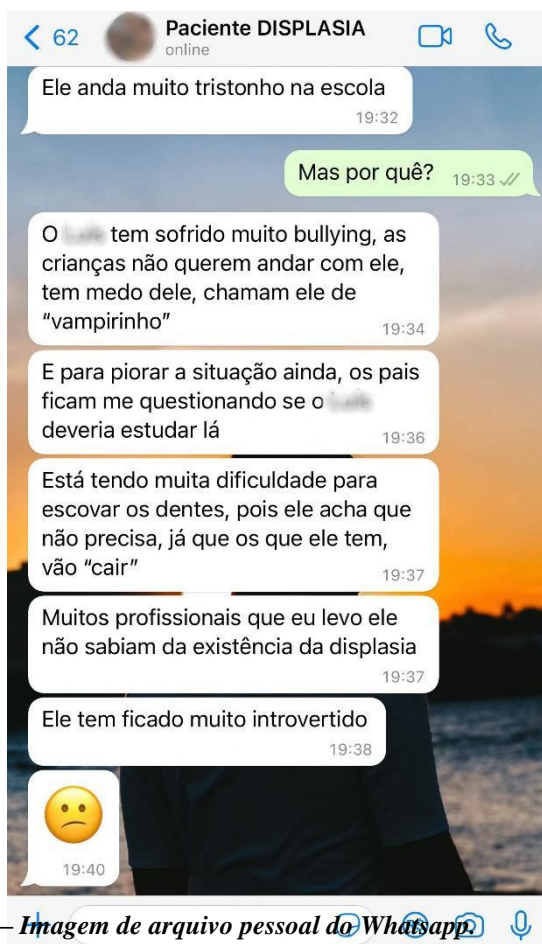 62
Paciente DISPLASIA
online
Ele anda muito tristonho na escola
19:32
Mas por quê? 19:33
O tem sofrido muito bullying, as
crianças não querem andar com ele,
tem medo dele, chamam ele de
“vampirinho”
19:34
E para piorar a situação ainda, os pais
ficam me questionando se o
deveria estudar lá
19:36
Está tendo muita dificuldade para
escovar os dentes, pois ele acha que
não precisa, já que os que ele tem,
vão “cair”
19:37
Muitos profissionais que eu levo ele
não sabiam da existência da displasia
19:37
Ele tem ficado muito introvertido
19:38
19:40
– Imagem de arquivo pessoal do Whatsapp.